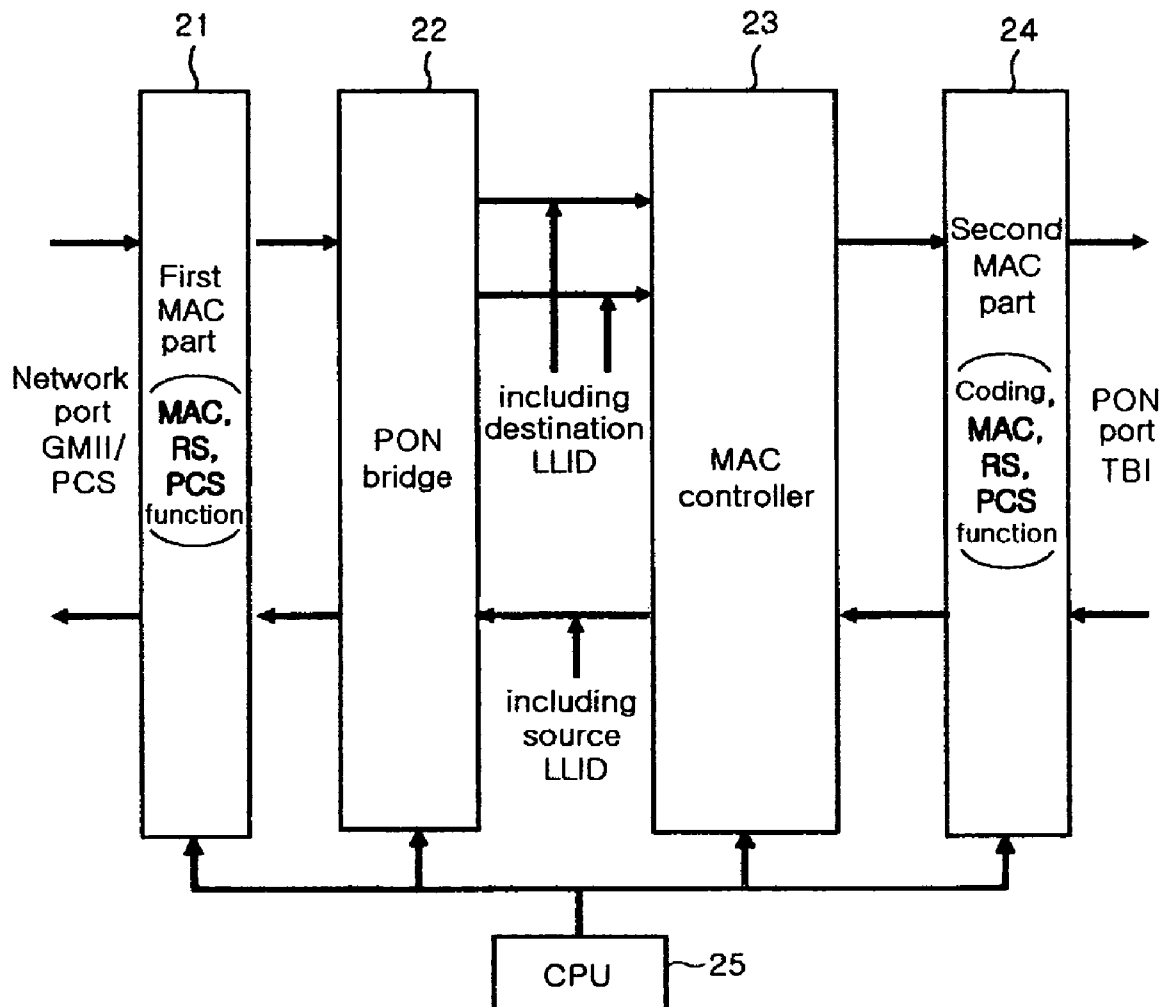 21
22
23
24
Network
port
GMII/
PCS
First
MAC
part
MAC,
RS,
PCS
function
PON
bridge
including
destination
LLID
including
source
LLID
MAC
controller
Second
MAC
part
Coding,
MAC,
RS,
PCS
function
PON
port
TBI
CPU
25